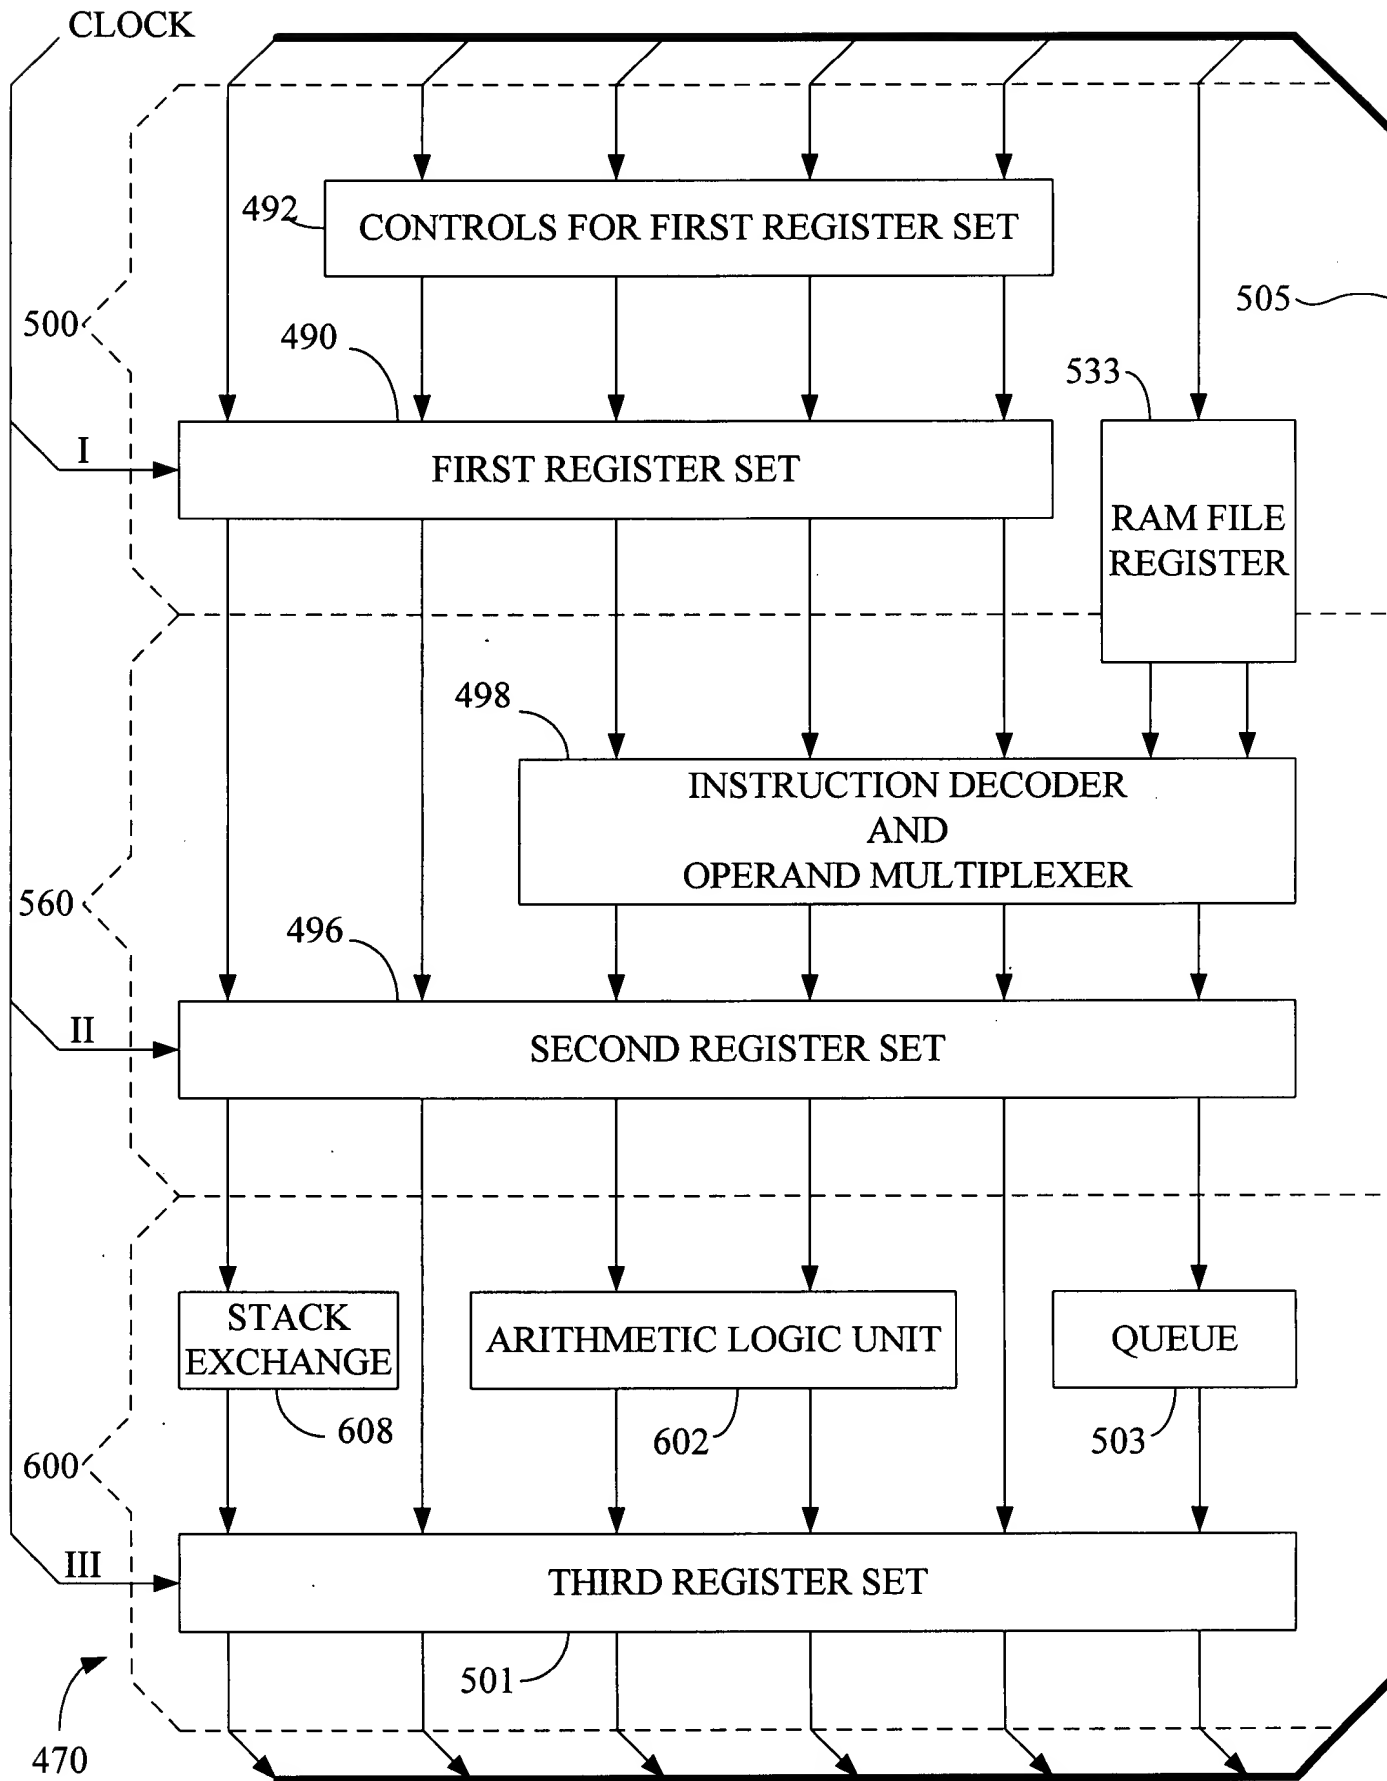 CLOCK
492
CONTROLS FOR FIRST REGISTER SET
505
500
490
533
I
FIRST REGISTER SET
RAM FILE
REGISTER
498
INSTRUCTION DECODER
AND
OPERAND MULTIPLEXER
560
496
II
SECOND REGISTER SET
STACK
EXCHANGE
ARITHMETIC LOGIC UNIT
QUEUE
608
602
503
600
III
THIRD REGISTER SET
501
470